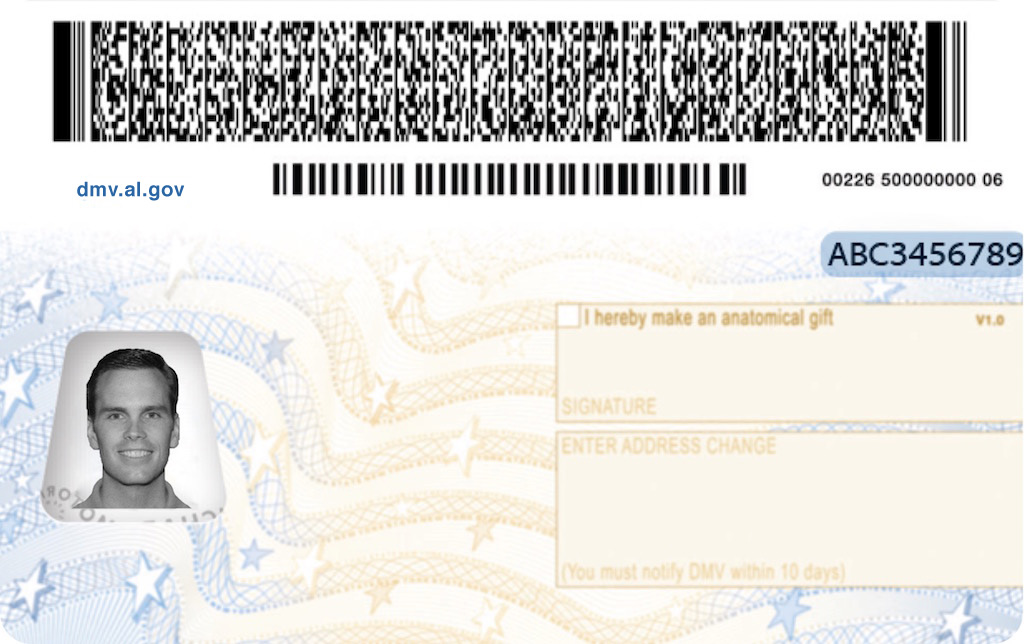 dmv.al.gov
00226 500000000 06
ABC3456789
I hereby make an anatomical gift
V1.0
SIGNATURE
ENTER ADDRESS CHANGE
(You must notify DMV within 10 days)